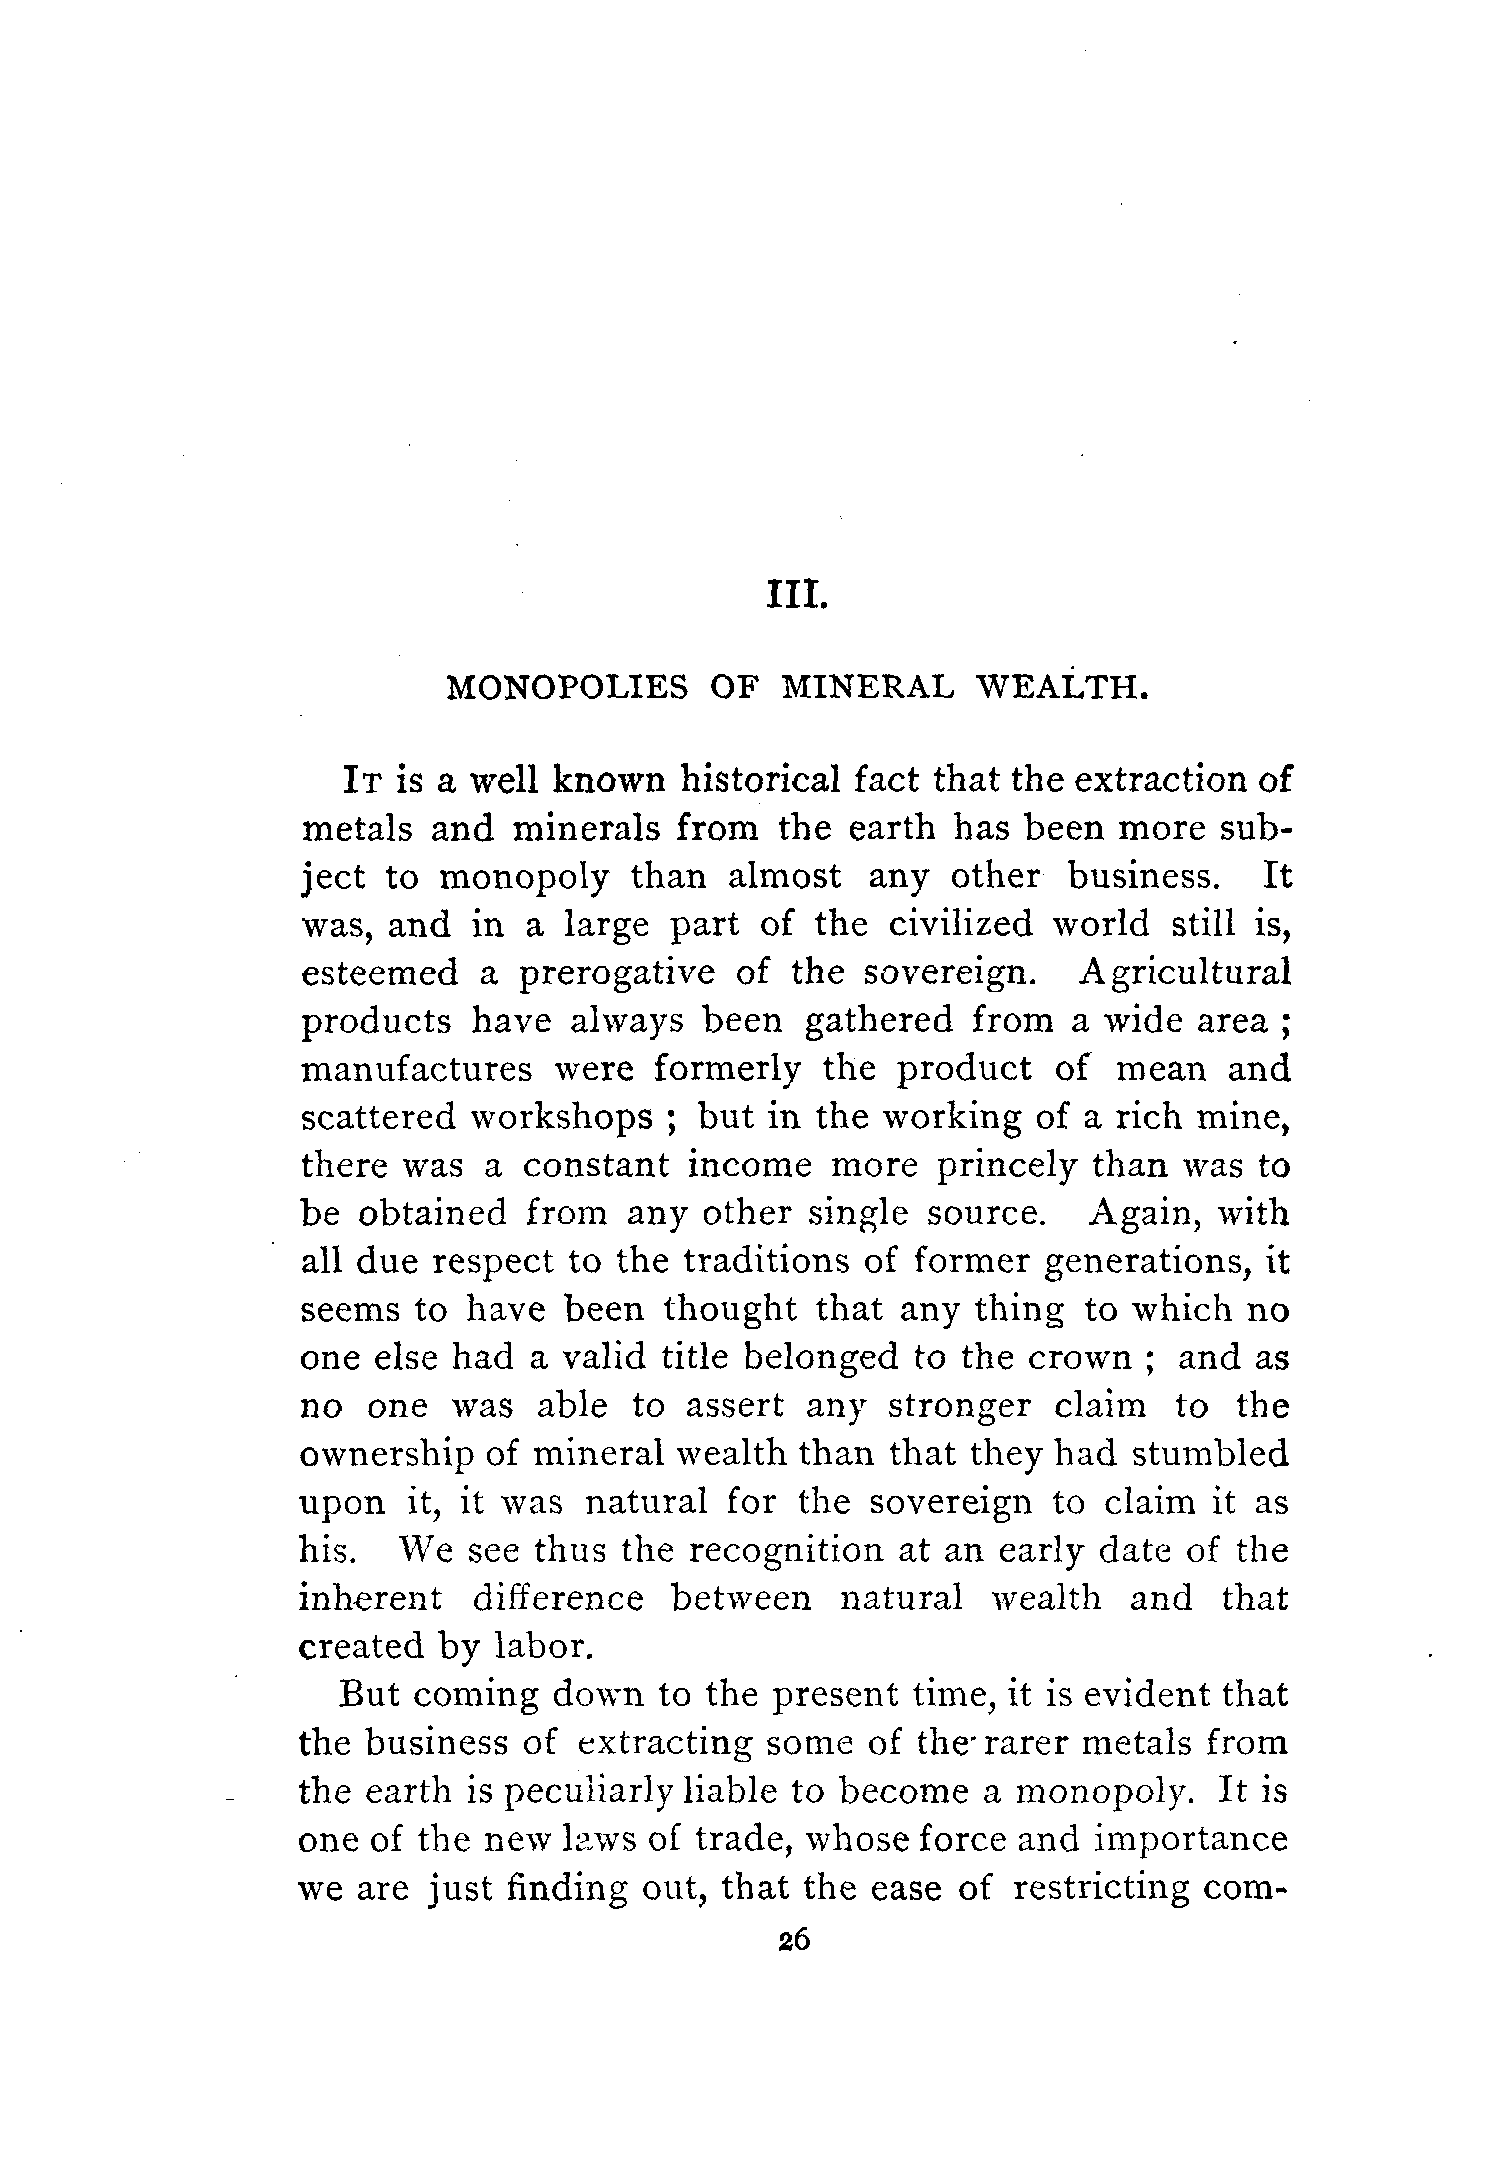 III.
MONOPOLIES OF MINERAL WEALTH.
IT is a well known historical fact that the extraction of
metals and minerals from the earth has been more sub-
ject to monopoly than almost any other business. It
was, and in a large part of the civilized world still is,
esteemed a prerogative of the sovereign. Agricultural
products have always been gathered from a wide area ;
manufactures were formerly the product of mean and
scattered workshops ; but in the working of a rich mine,
there was a constant income more princely than was to
be obtained from any other single source. Again, with
all due respect to the traditions of former generations, it
seems to have been thought that any thing to which no
one else had a valid title belonged to the crown ; and as
no one was able to assert any stronger claim to the
ownership of mineral wealth than that they had stumbled
upon it, it was natural for the sovereign to claim it as
his. We see thus the recognition at an early date of the
inherent difference between natural wealth and that
created by labor.
But coming down to the present time, it is evident that
the business of extracting some of the rarer metals from
the earth is peculiarly liable to become a monopoly. It is
one of the new laws of trade, whose force and importance
we are just finding out, that the ease of restricting com-
26